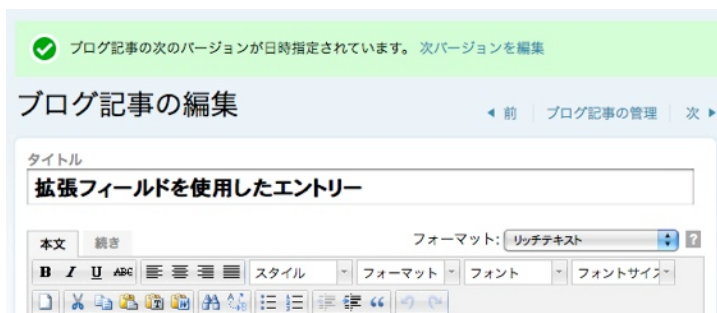 ブログ記事の次のバージョンが日時指定されています。 次バージョンを編集
ブログ記事の編集
◀ 前 ブログ記事の管理 次 ▶
タイトル
拡張フィールドを使用したエントリー
本文 続き フォーマット: リッチテキスト ?
B I U ABC スタイル フォーマット フォント フォントサイズ